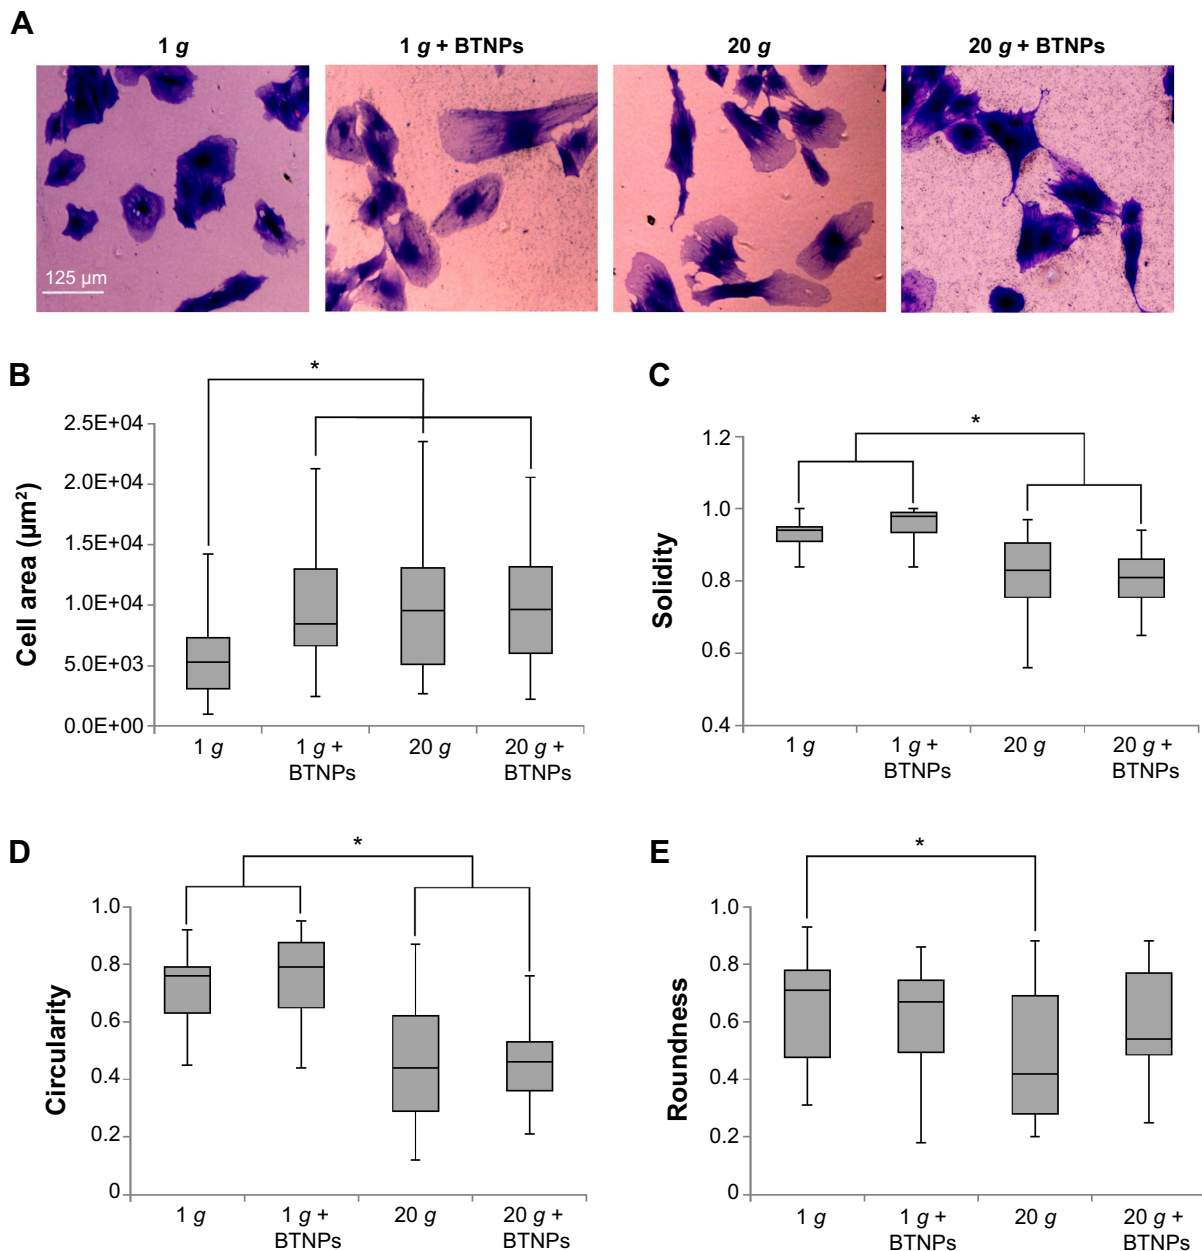 A
1 g
1 g + BTNPs
20 g
20 g + BTNPs
125 µm
B
*
Cell area (µm²)
2.5E+04
2.0E+04
1.5E+04
1.0E+04
5.0E+03
0.0E+00
1 g
1 g +
BTNPs
20 g
20 g +
BTNPs
C
*
Solidity
1.2
1.0
0.8
0.6
0.4
1 g
1 g +
BTNPs
20 g
20 g +
BTNPs
D
*
Circularity
1.0
0.8
0.6
0.4
0.2
0
1 g
1 g +
BTNPs
20 g
20 g +
BTNPs
E
*
Roundness
1.0
0.8
0.6
0.4
0.2
0
1 g
1 g +
BTNPs
20 g
20 g +
BTNPs